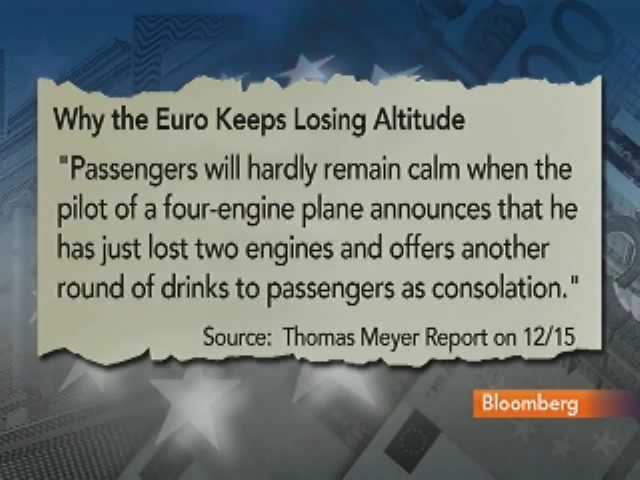 Why the Euro Keeps Losing Altitude
"Passengers will hardly remain calm when the
pilot of a four-engine plane announces that he
has just lost two engines and offers another
round of drinks to passengers as consolation."
Source: Thomas Meyer Report on 12/15
Bloomberg